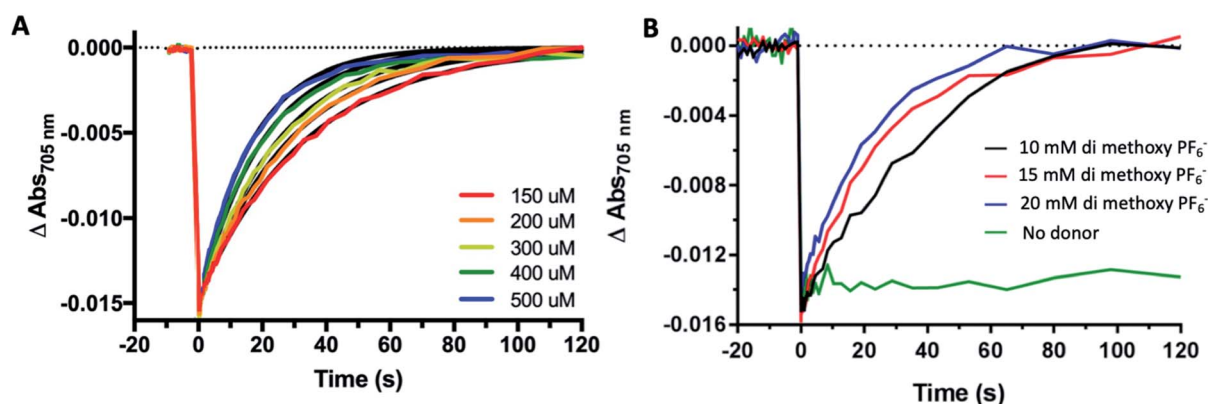 A
Δ Abs705 nm
0.000
-0.005
-0.010
-0.015
-20 0 20 40 60 80 100 120
Time (s)
150 uM
200 uM
300 uM
400 uM
500 uM
B
Δ Abs705 nm
0.000
-0.004
-0.008
-0.012
-0.016
-20 0 20 40 60 80 100 120
Time (s)
10 mM di methoxy PF6-
15 mM di methoxy PF6-
20 mM di methoxy PF6-
No donor